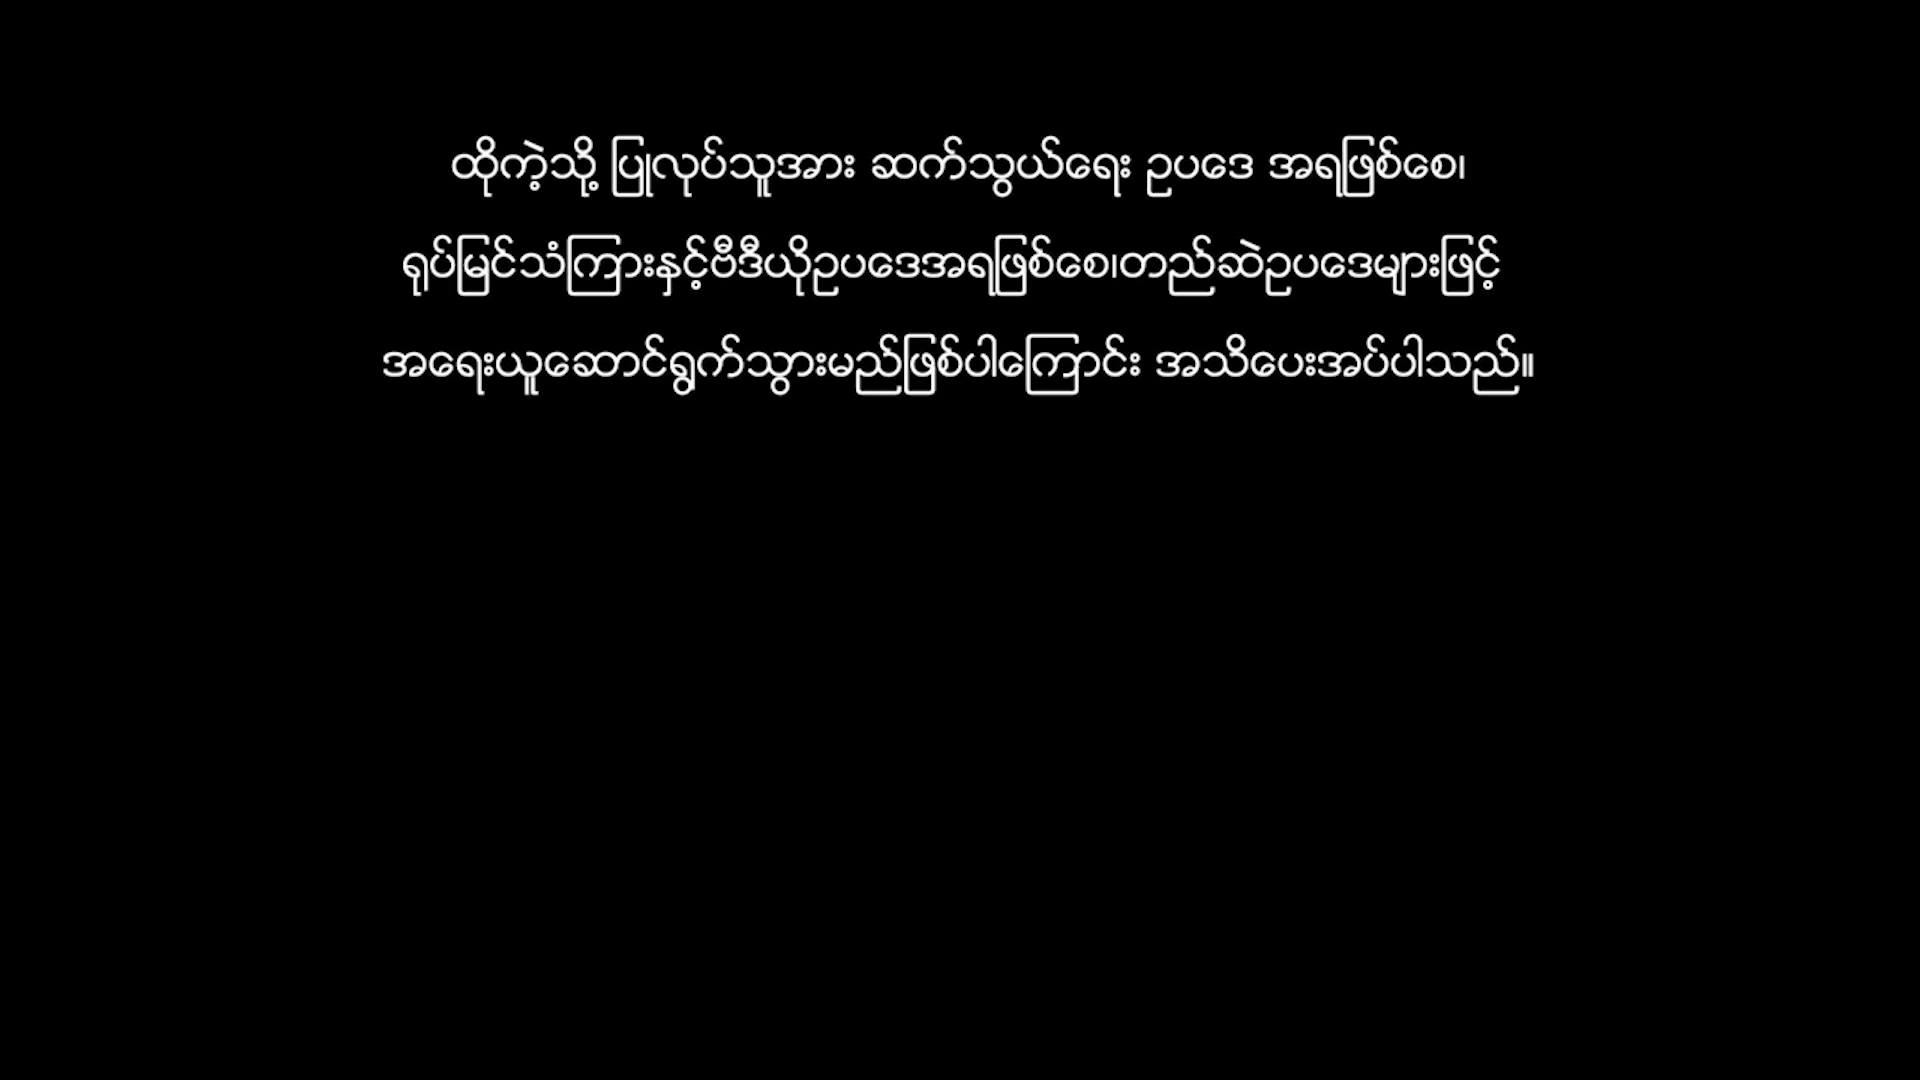 ထိုကဲ့သို့ ပြုလုပ်သူအား ဆက်သွယ်ရေး ဥပဒေ အရဖြစ်စေ၊
ရုပ်မြင်သံကြားနှင့်ဗီဒီယိုဥပဒေအရဖြစ်စေ၊တည်ဆဲဥပဒေများဖြင့်
အရေးယူဆောင်ရွက်သွားမည်ဖြစ်ပါကြောင်း အသိပေးအပ်ပါသည်။